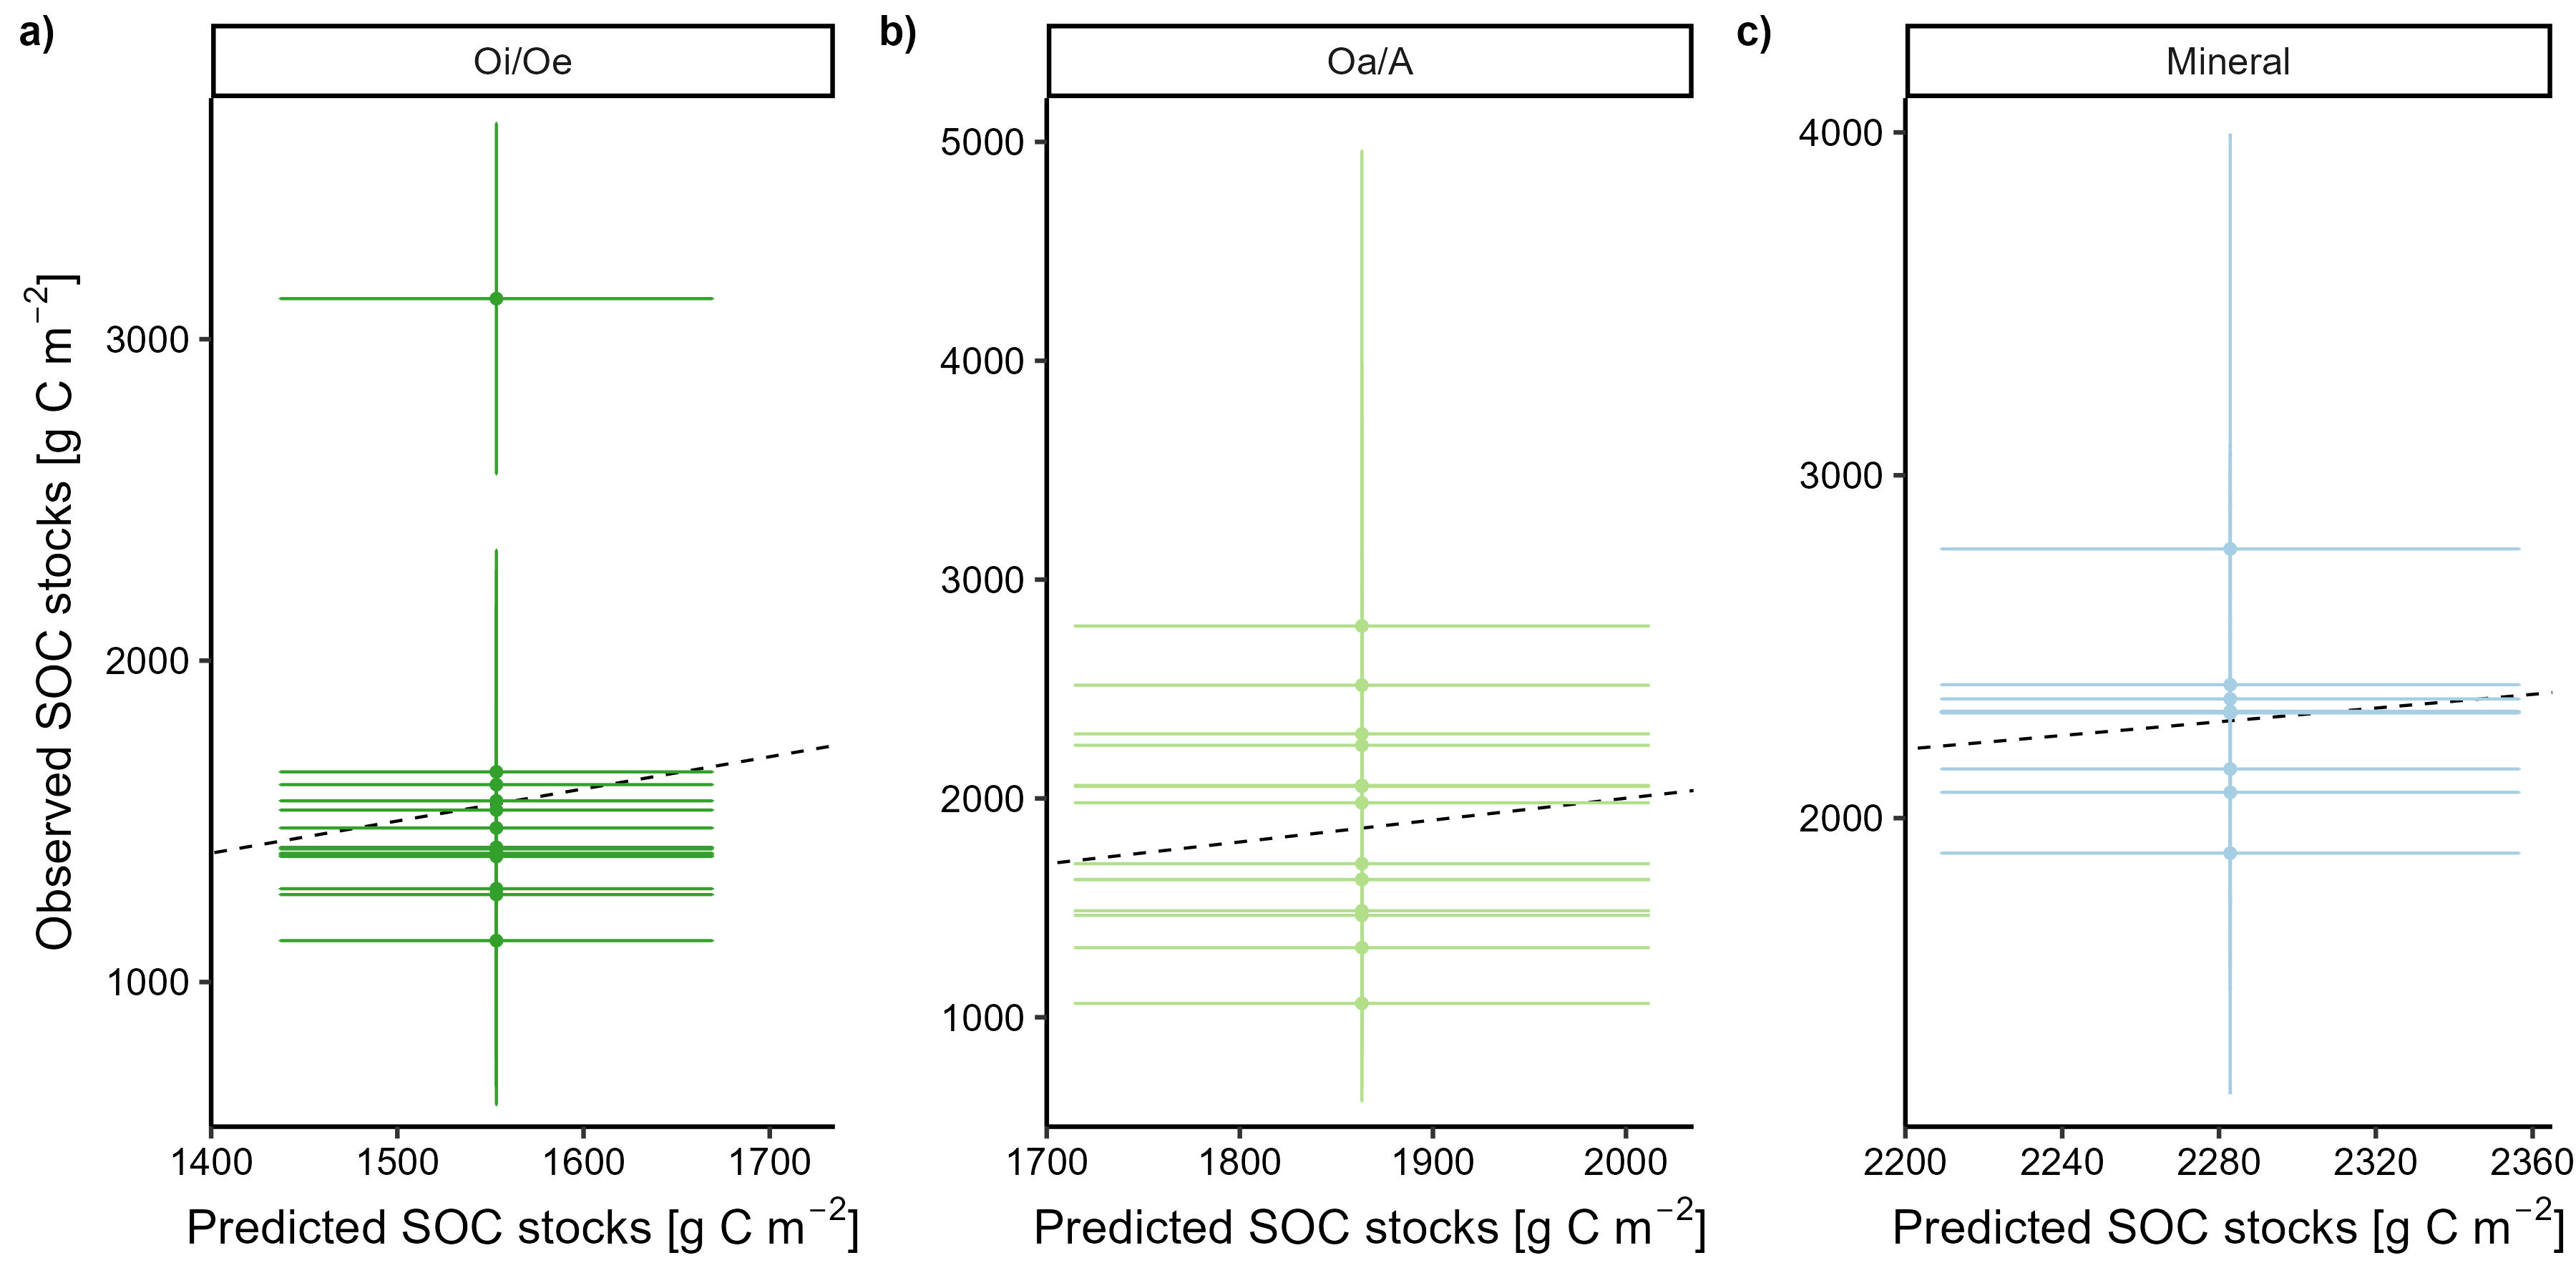 a)
Oi/Oe
b)
Oa/A
c)
Mineral
Observed SOC stocks [g C m⁻²]
3000
2000
1000
1400 1500 1600 1700
Predicted SOC stocks [g C m⁻²]
5000
4000
3000
2000
1000
1700 1800 1900 2000
Predicted SOC stocks [g C m⁻²]
4000
3000
2000
2200 2240 2280 2320 2360
Predicted SOC stocks [g C m⁻²]